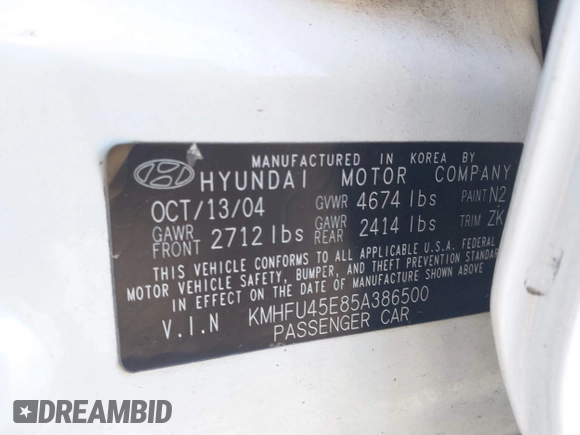 MANUFACTURED IN KOREA BY
HYUNDAI MOTOR COMPANY
OCT/13/04 GVWR 4674 lbs PAINT N2
GAWR FRONT 2712 lbs GAWR REAR 2414 lbs TRIM ZK
THIS VEHICLE CONFORMS TO ALL APPLICABLE U.S.A. FEDERAL
MOTOR VEHICLE SAFETY, BUMPER, AND THEFT PREVENTION STANDARDS
IN EFFECT ON THE DATE OF MANUFACTURE SHOWN ABOVE
V.I.N KMHFU45E85A386500
PASSENGER CAR
DREAMBID